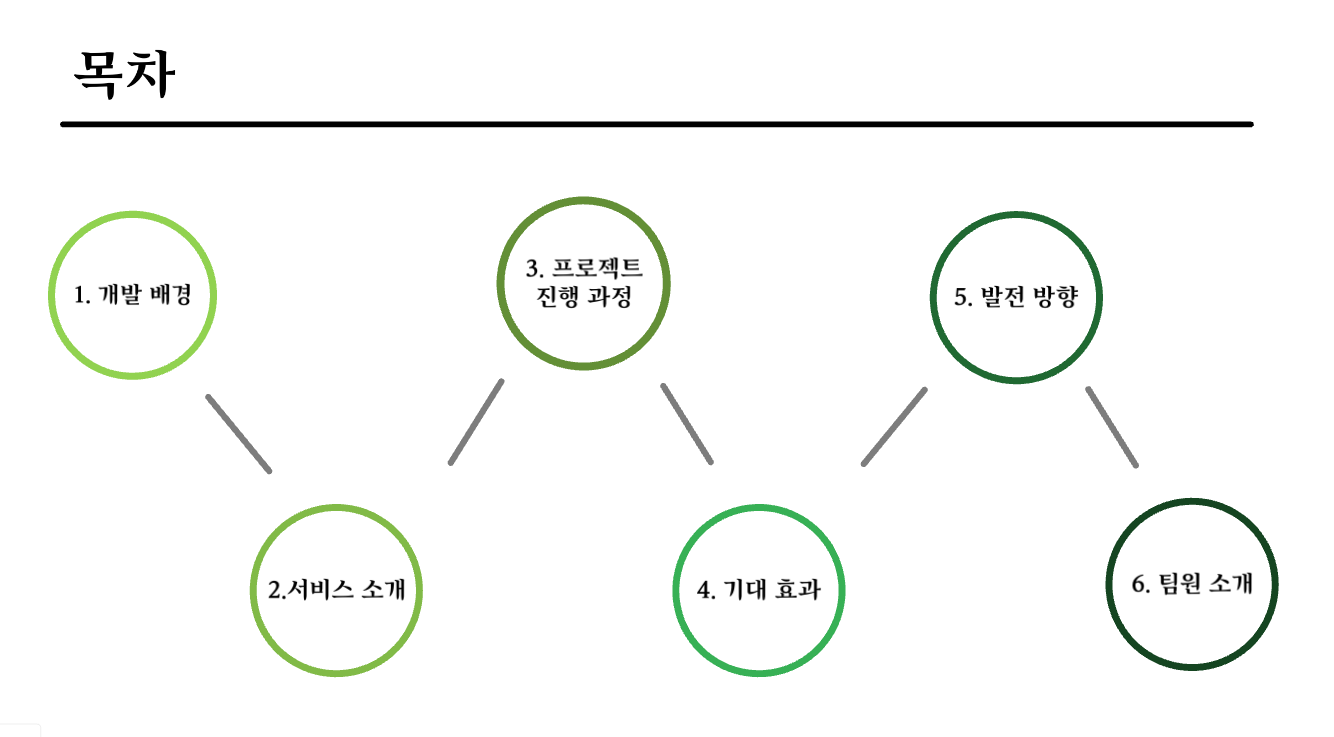 목차
1. 개발 배경
2.서비스 소개
3. 프로젝트
진행 과정
4. 기대 효과
5. 발전 방향
6. 팀원 소개